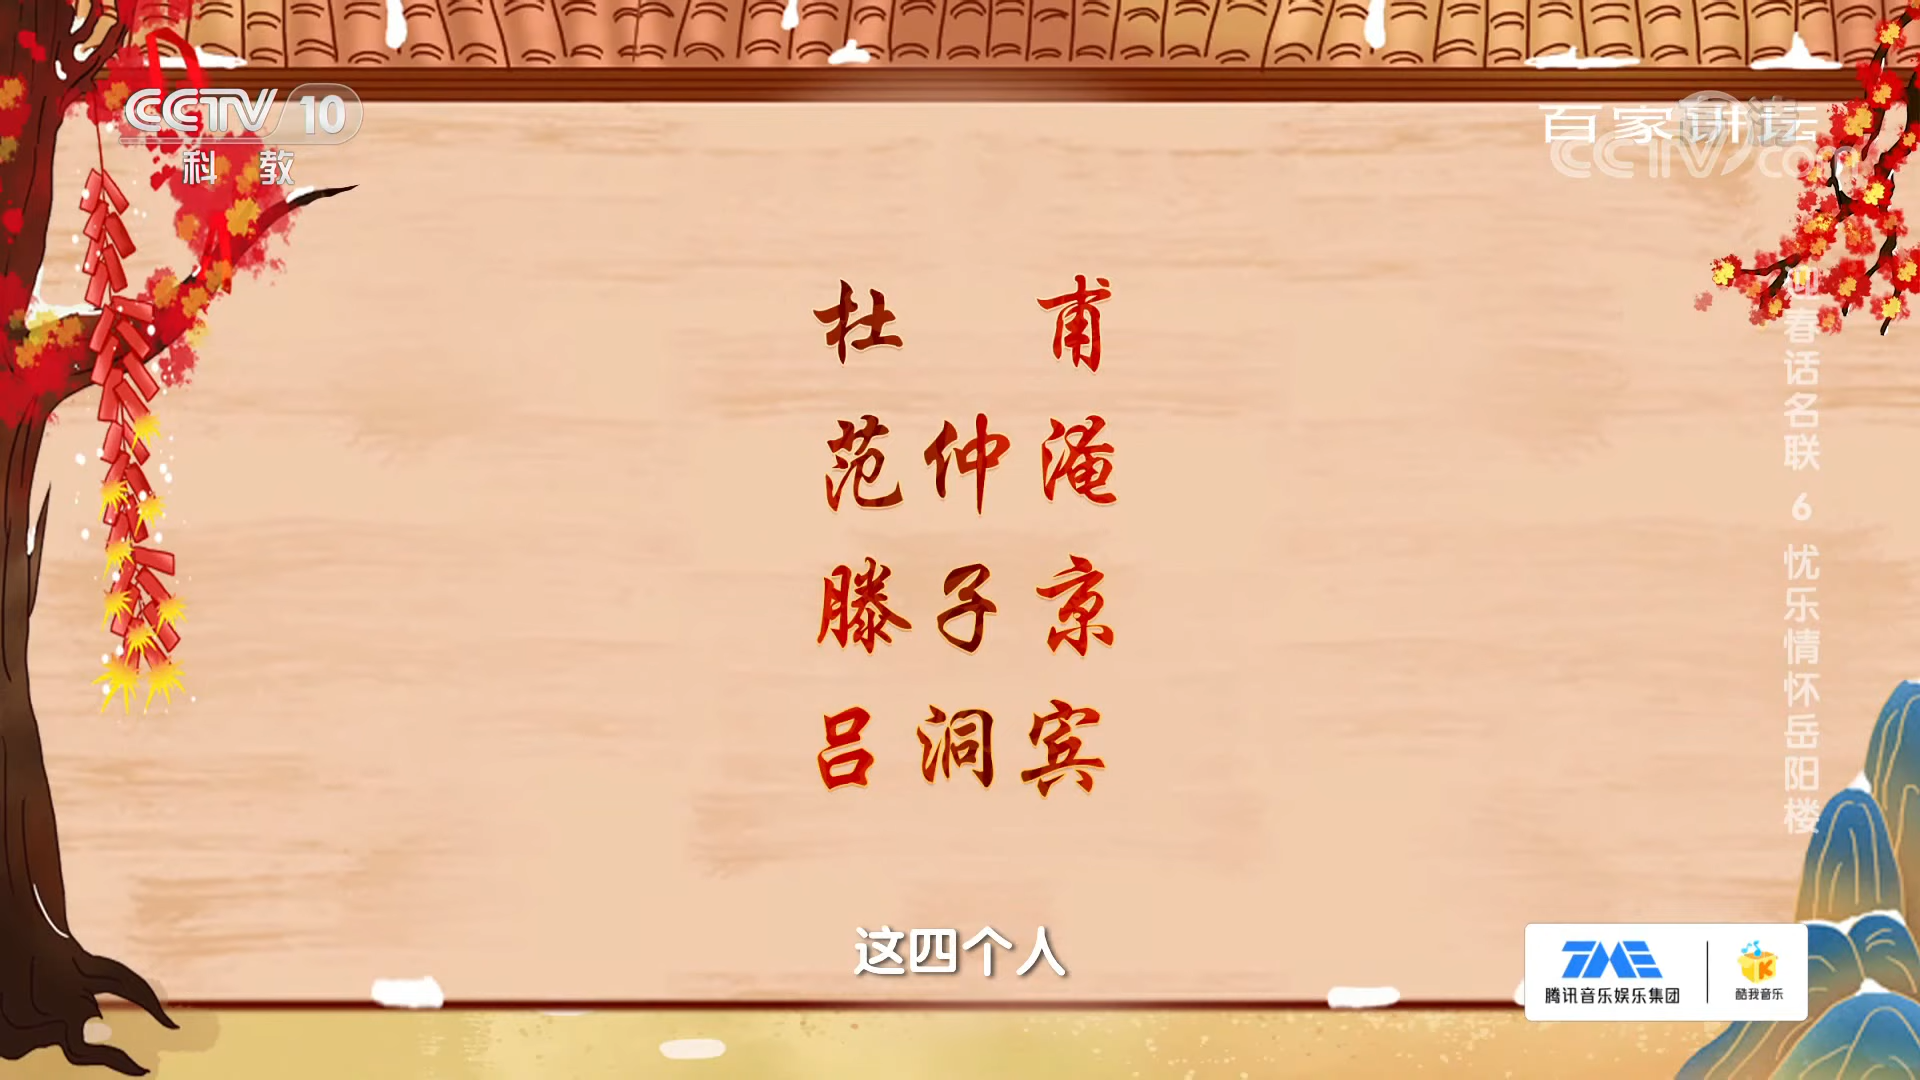 CCTV 10
科教
百家讲坛
CCTV.com
杜甫
范仲淹
滕子京
吕洞宾
迎春话名联 6 忧乐情怀岳阳楼
这四个人
TME
腾讯音乐娱乐集团
酷我音乐